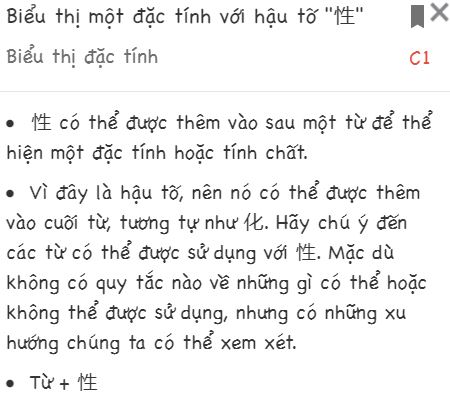 Biểu thị một đặc tính với hậu tố "性"
Biểu thị đặc tính
C1
• 性 có thể được thêm vào sau một từ để thể
hiện một đặc tính hoặc tính chất.
• Vì đây là hậu tố, nên nó có thể được thêm
vào cuối từ, tương tự như 化. Hãy chú ý đến
các từ có thể được sử dụng với 性. Mặc dù
không có quy tắc nào về những gì có thể hoặc
không thể được sử dụng, nhưng có những xu
hướng chúng ta có thể xem xét.
• Từ + 性